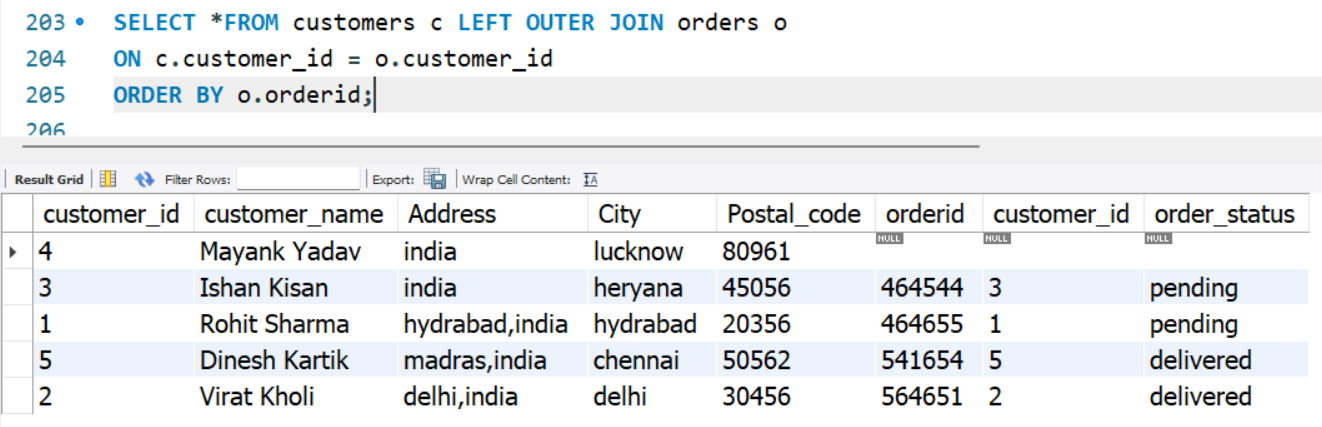 203 SELECT *FROM customers c LEFT OUTER JOIN orders o
204 ON c.customer_id = o.customer_id
205 ORDER BY o.orderid;
206
Result Grid Filter Rows: Export: Wrap Cell Content: IA
customer_id customer_name Address City Postal_code orderid customer_id order_status
4 Mayank Yadav india lucknow 80961 NULL NULL NULL
3 Ishan Kisan india heryana 45056 464544 3 pending
1 Rohit Sharma hydrabad,india hydrabad 20356 464655 1 pending
5 Dinesh Kartik madras,india chennai 50562 541654 5 delivered
2 Virat Kholi delhi,india delhi 30456 564651 2 delivered